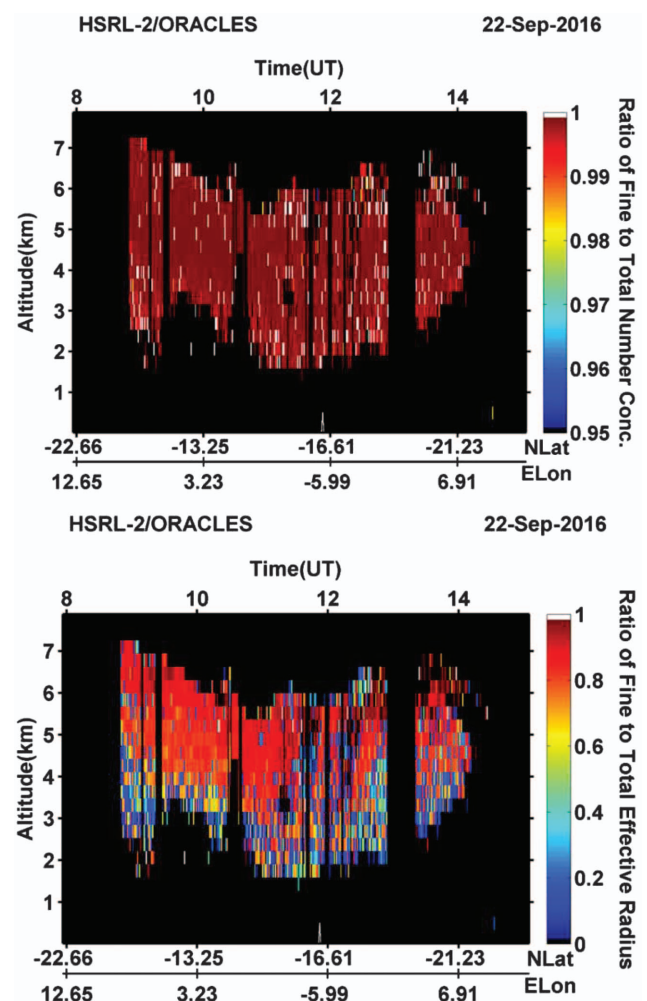 HSRL-2/ORACLES 22-Sep-2016
Time(UT)
8 10 12 14
Altitude(km)
7
6
5
4
3
2
1
1
0.99
0.98
0.97
0.96
0.95
Ratio of Fine to Total Number Conc.
-22.66 -13.25 -16.61 -21.23 NLat
12.65 3.23 -5.99 6.91 ELon
HSRL-2/ORACLES 22-Sep-2016
Time(UT)
8 10 12 14
Altitude(km)
7
6
5
4
3
2
1
1
0.8
0.6
0.4
0.2
0
Ratio of Fine to Total Effective Radius
-22.66 -13.25 -16.61 -21.23 NLat
12.65 3.23 -5.99 6.91 ELon